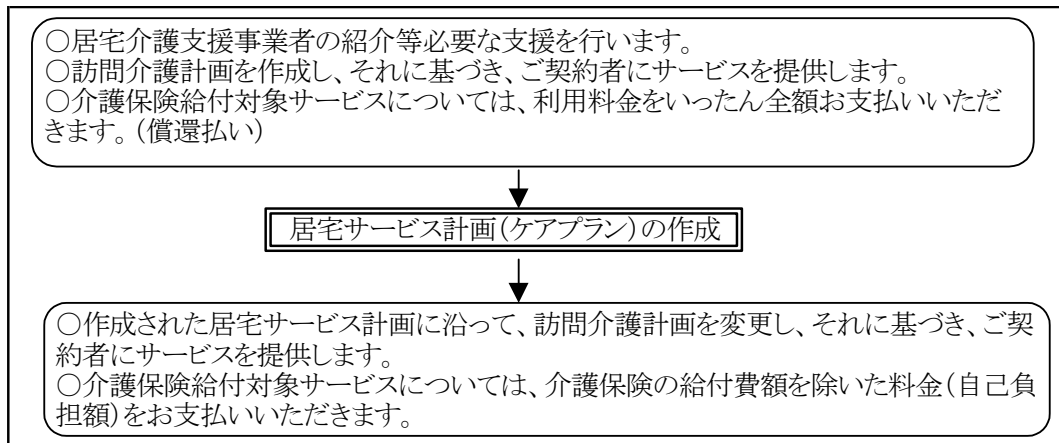 ○居宅介護支援事業者の紹介等必要な支援を行います。
○訪問介護計画を作成し、それに基づき、ご契約者にサービスを提供します。
○介護保険給付対象サービスについては、利用料金をいったん全額お支払いいただ
きます。（償還払い）
居宅サービス計画（ケアプラン）の作成
○作成された居宅サービス計画に沿って、訪問介護計画を変更し、それに基づき、ご契
約者にサービスを提供します。
○介護保険給付対象サービスについては、介護保険の給付費額を除いた料金（自己負
担額）をお支払いいただきます。